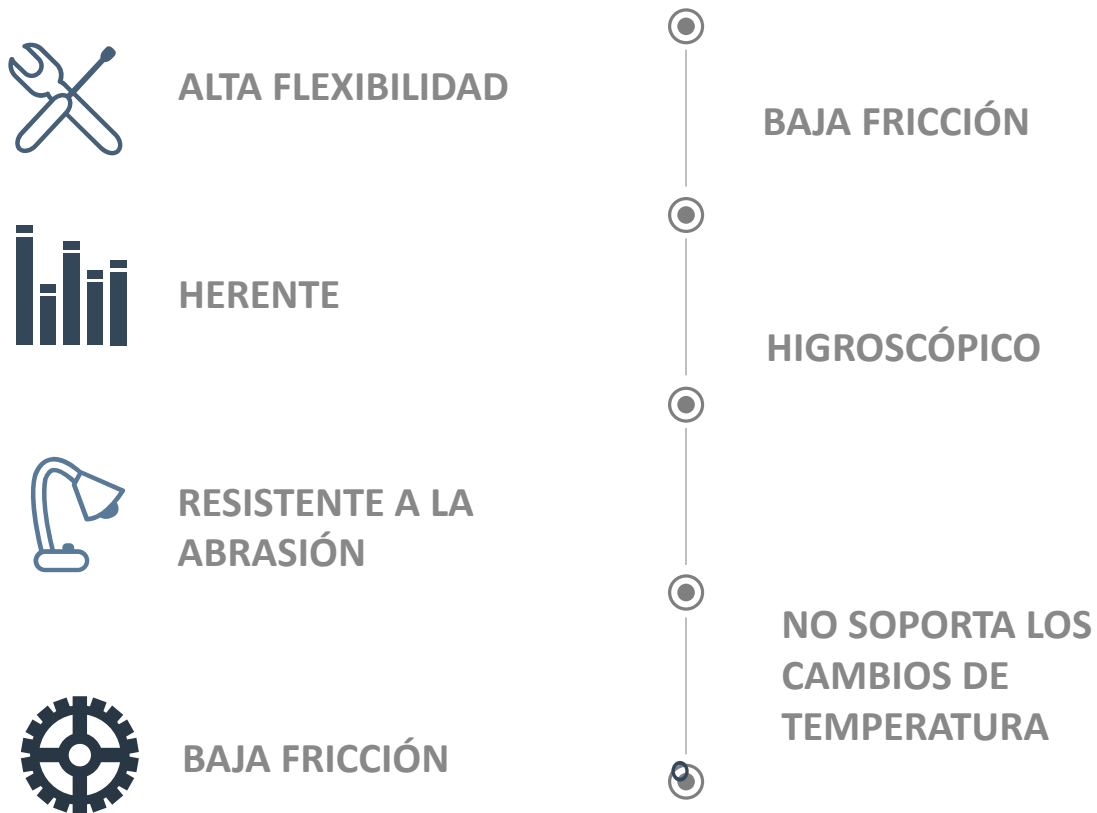 ALTA FLEXIBILIDAD
HERENTE
RESISTENTE A LA
ABRASIÓN
BAJA FRICCIÓN
BAJA FRICCIÓN
HIGROSCÓPICO
NO SOPORTA LOS
CAMBIOS DE
TEMPERATURA